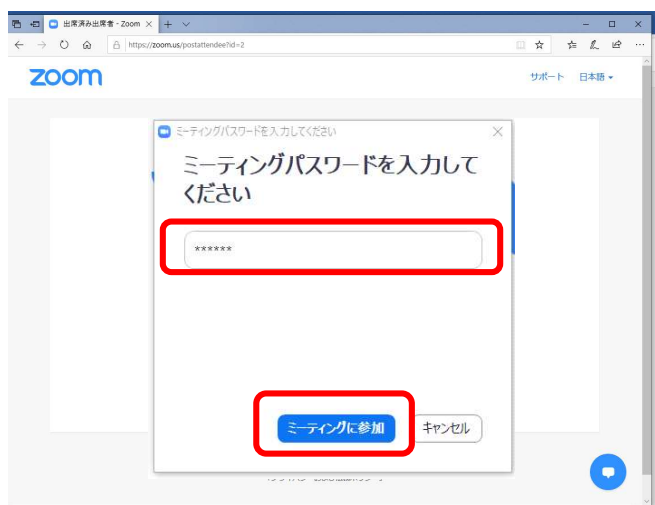 出席済み出席者 - Zoom
https://zoom.us/postattendee?id=2
zoom
サポート
日本語
ミーティングパスワードを入力してください
ミーティングパスワードを入力して
ください
******
ミーティングに参加
キャンセル